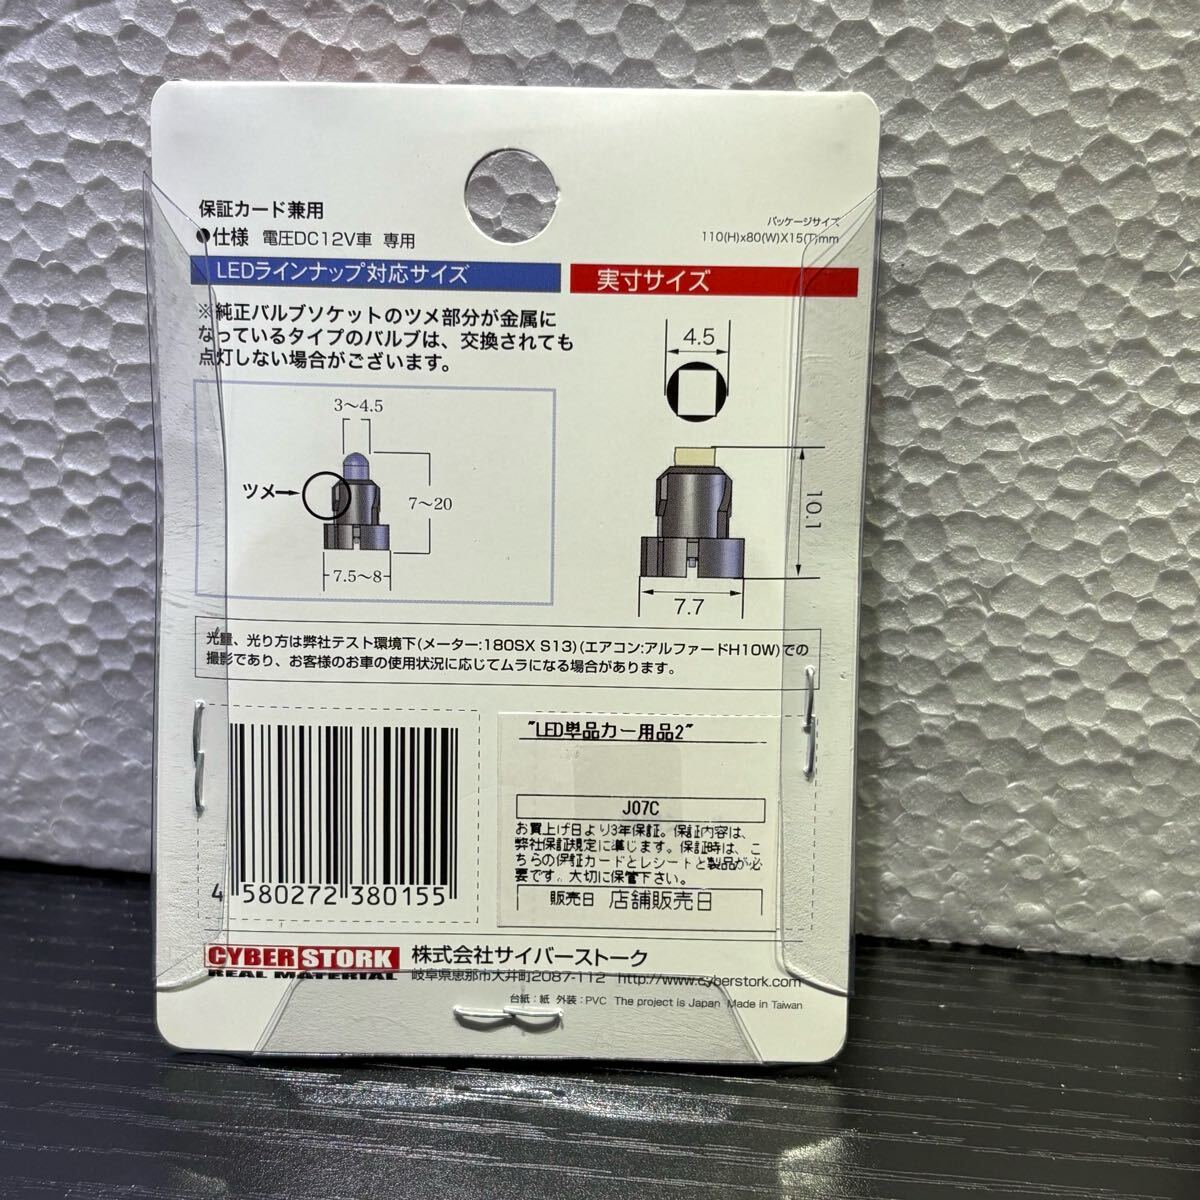 保証カード兼用
●仕様 電圧DC12V車 専用
パッケージサイズ
110(H)x80(W)X15(T)mm
LEDラインナップ対応サイズ
実寸サイズ
※純正バルブソケットのツメ部分が金属に
なっているタイプのバルブは、交換されても
点灯しない場合がございます。
3〜4.5
ツメ→
7〜20
7.5〜8
4.5
10.1
7.7
光量、光り方は弊社テスト環境下(メーター:180SX S13)(エアコン:アルファードH10W)での
撮影であり、お客様のお車の使用状況に応じてムラになる場合があります。
4 580272 380155
"LED単品カー用品2"
J07C
お買上げ日より3年保証。保証内容は、
弊社保証規定に準じます。保証時は、こ
ちらの保証カードとレシートと製品が必
要です。大切に保管下さい。
販売日 店舗販売日
CYBER STORK
REAL MATERIAL
株式会社サイバーストーク
岐阜県恵那市大井町2087-112 http://www.cyberstork.com
台紙：紙 外装：PVC The project is Japan Made in Taiwan